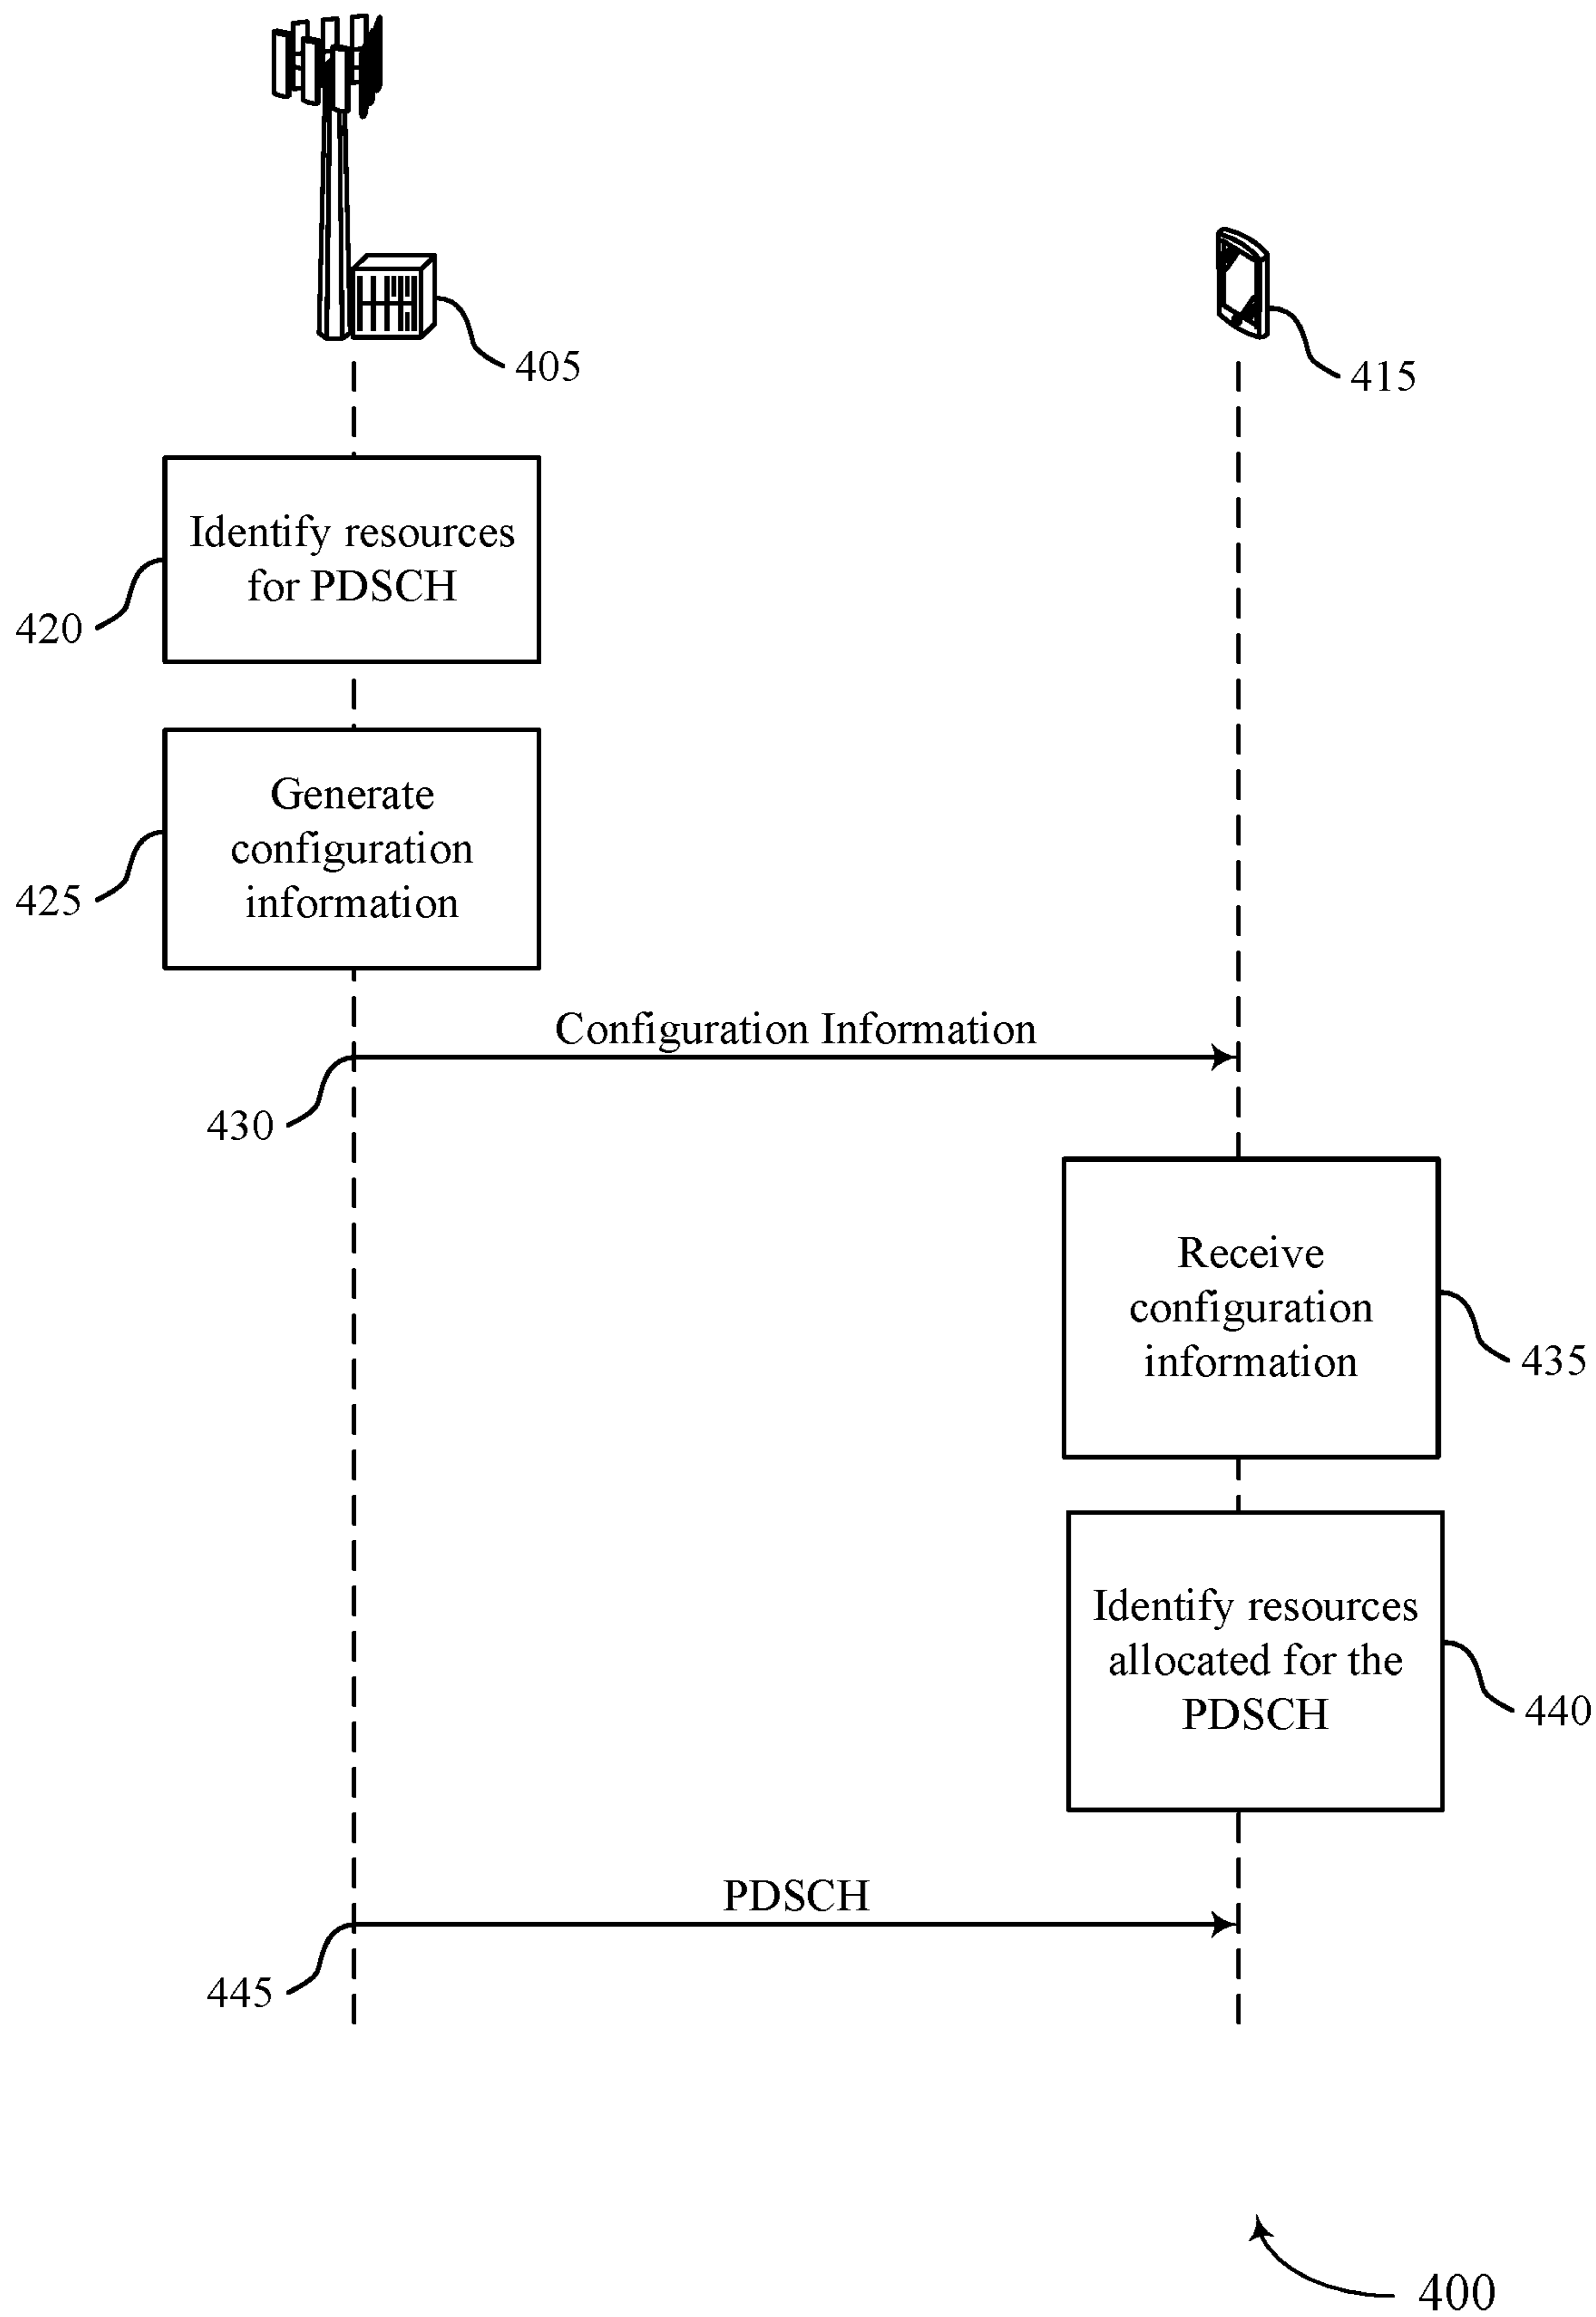 405
415
Identify resources
for PDSCH
420
Generate
configuration
information
425
Configuration Information
430
Receive
configuration
information
435
Identify resources
allocated for the
PDSCH
440
PDSCH
445
400